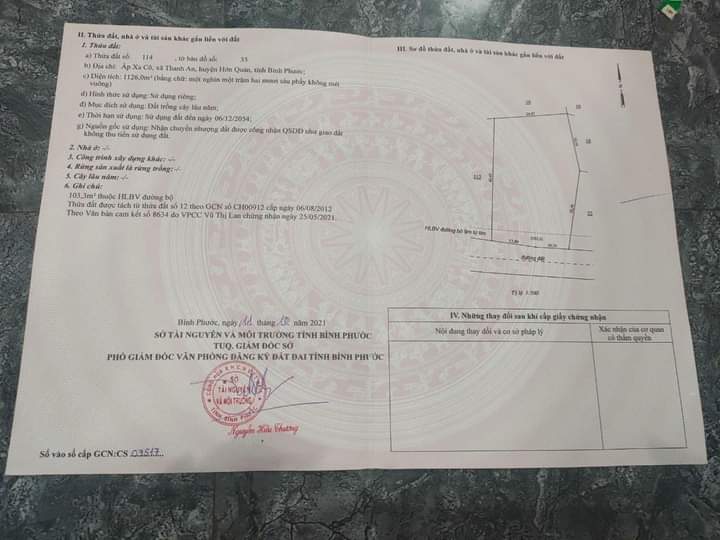 II. Thửa đất, nhà ở và tài sản khác gắn liền với đất
1. Thửa đất:
a) Thửa đất số: 114 , tờ bản đồ số: 33
b) Địa chỉ: Ấp Xa Cô, xã Thanh An, huyện Hớn Quản, tỉnh Bình Phước.
c) Diện tích: 1126,0m² (bằng chữ: một nghìn một trăm hai mươi sáu phẩy không mét
vuông)
d) Hình thức sử dụng: Sử dụng riêng;
đ) Mục đích sử dụng: Đất trồng cây lâu năm;
e) Thời hạn sử dụng: Sử dụng đất đến ngày 06/12/2054;
g) Nguồn gốc sử dụng: Nhận chuyển nhượng đất được công nhận QSDĐ như giao đất
không thu tiền sử dụng đất.
2. Nhà ở: -/-
3. Công trình xây dựng khác: -/-
4. Rừng sản xuất là rừng trồng: -/-
5. Cây lâu năm: -/-
6. Ghi chú:
103,3m² thuộc HLBV đường bộ
Thửa đất được tách từ thửa đất số 12 theo GCN số CH00912 cấp ngày 06/08/2012
Theo Văn bản cam kết số 8634 do VPCC Vũ Thị Lan chứng nhận ngày 25/05/2021.
Bình Phước, ngày tháng năm 2021
SỞ TÀI NGUYÊN VÀ MÔI TRƯỜNG TỈNH BÌNH PHƯỚC
TUQ. GIÁM ĐỐC SỞ
PHÓ GIÁM ĐỐC VĂN PHÒNG ĐĂNG KÝ ĐẤT ĐAI TỈNH BÌNH PHƯỚC
SỞ
TÀI NGUYÊN
VÀ MÔI TRƯỜNG
TỈNH BÌNH PHƯỚC
Nguyễn Hữu Chương
Số vào sổ cấp GCN:CS 03517
III. Sơ đồ thửa đất, nhà ở và tài sản khác gắn liền với đất
HLBV đường bộ
đường đất
IV. Những thay đổi sau khi cấp giấy chứng nhận
Nội dung thay đổi và cơ sở pháp lý
Xác nhận của cơ quan
có thẩm quyền